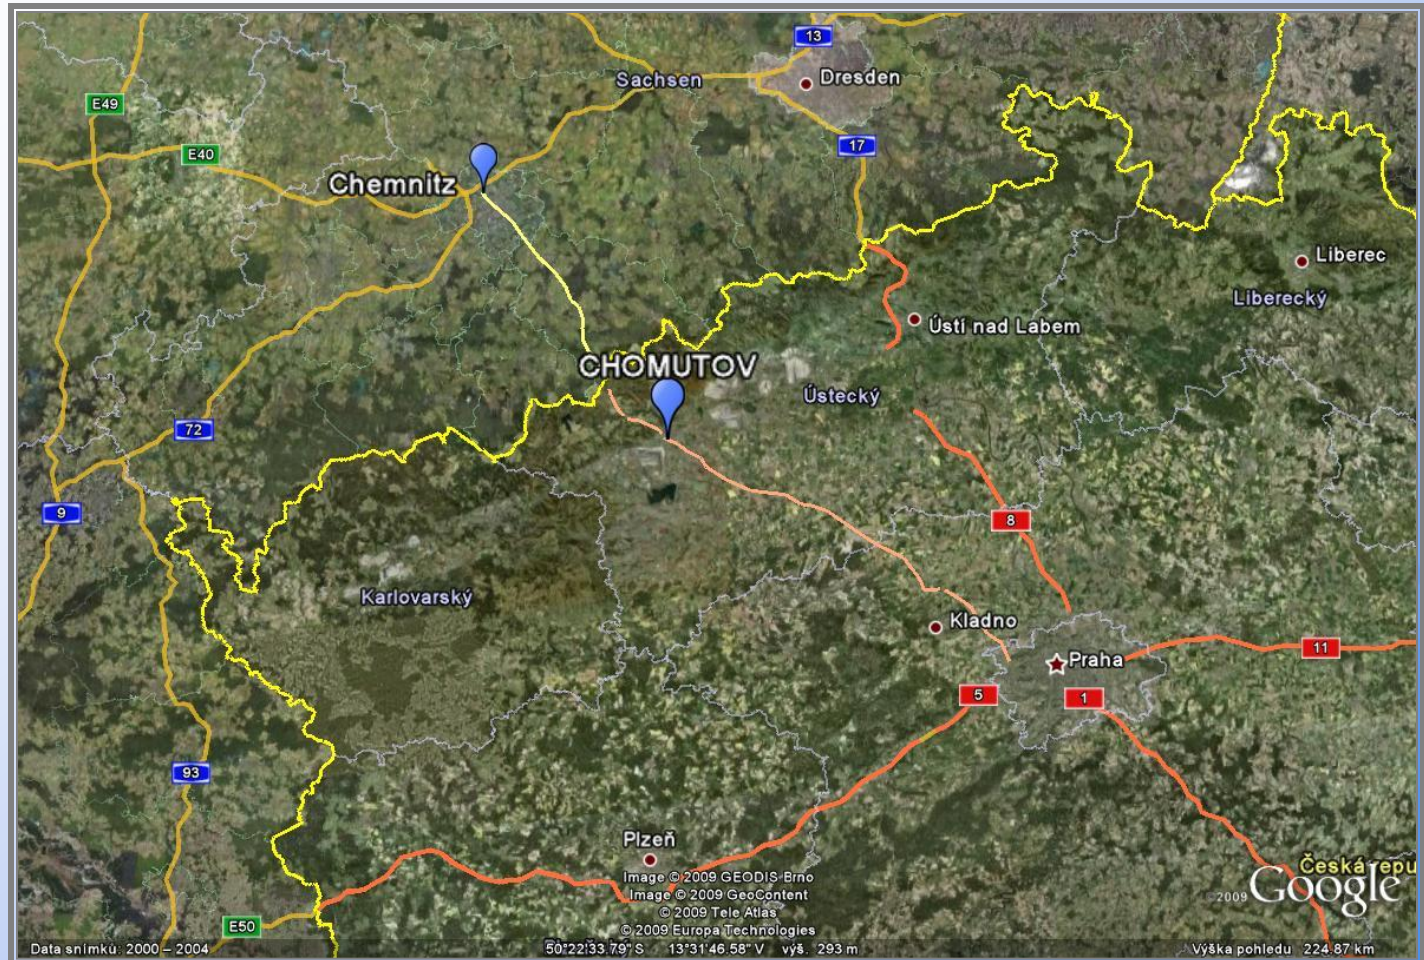 13
Sachsen
Dresden
E49
17
E40
Chemnitz
Liberec
Liberecký
Ústí nad Labem
CHOMUTOV
Ústecký
72
9
8
Karlovarský
Kladno
11
Praha
5
1
93
Plzeň
Česká repu
Image © 2009 GEODIS Brno
Image © 2009 GeoContent
© 2009 Tele Atlas
© 2009 Europa Technologies
©2009 Google
E50
Data snímků: 2000 – 2004
50°22'33.79" S 13°31'46.58" V výš. 293 m
Výška pohledu 224.87 km